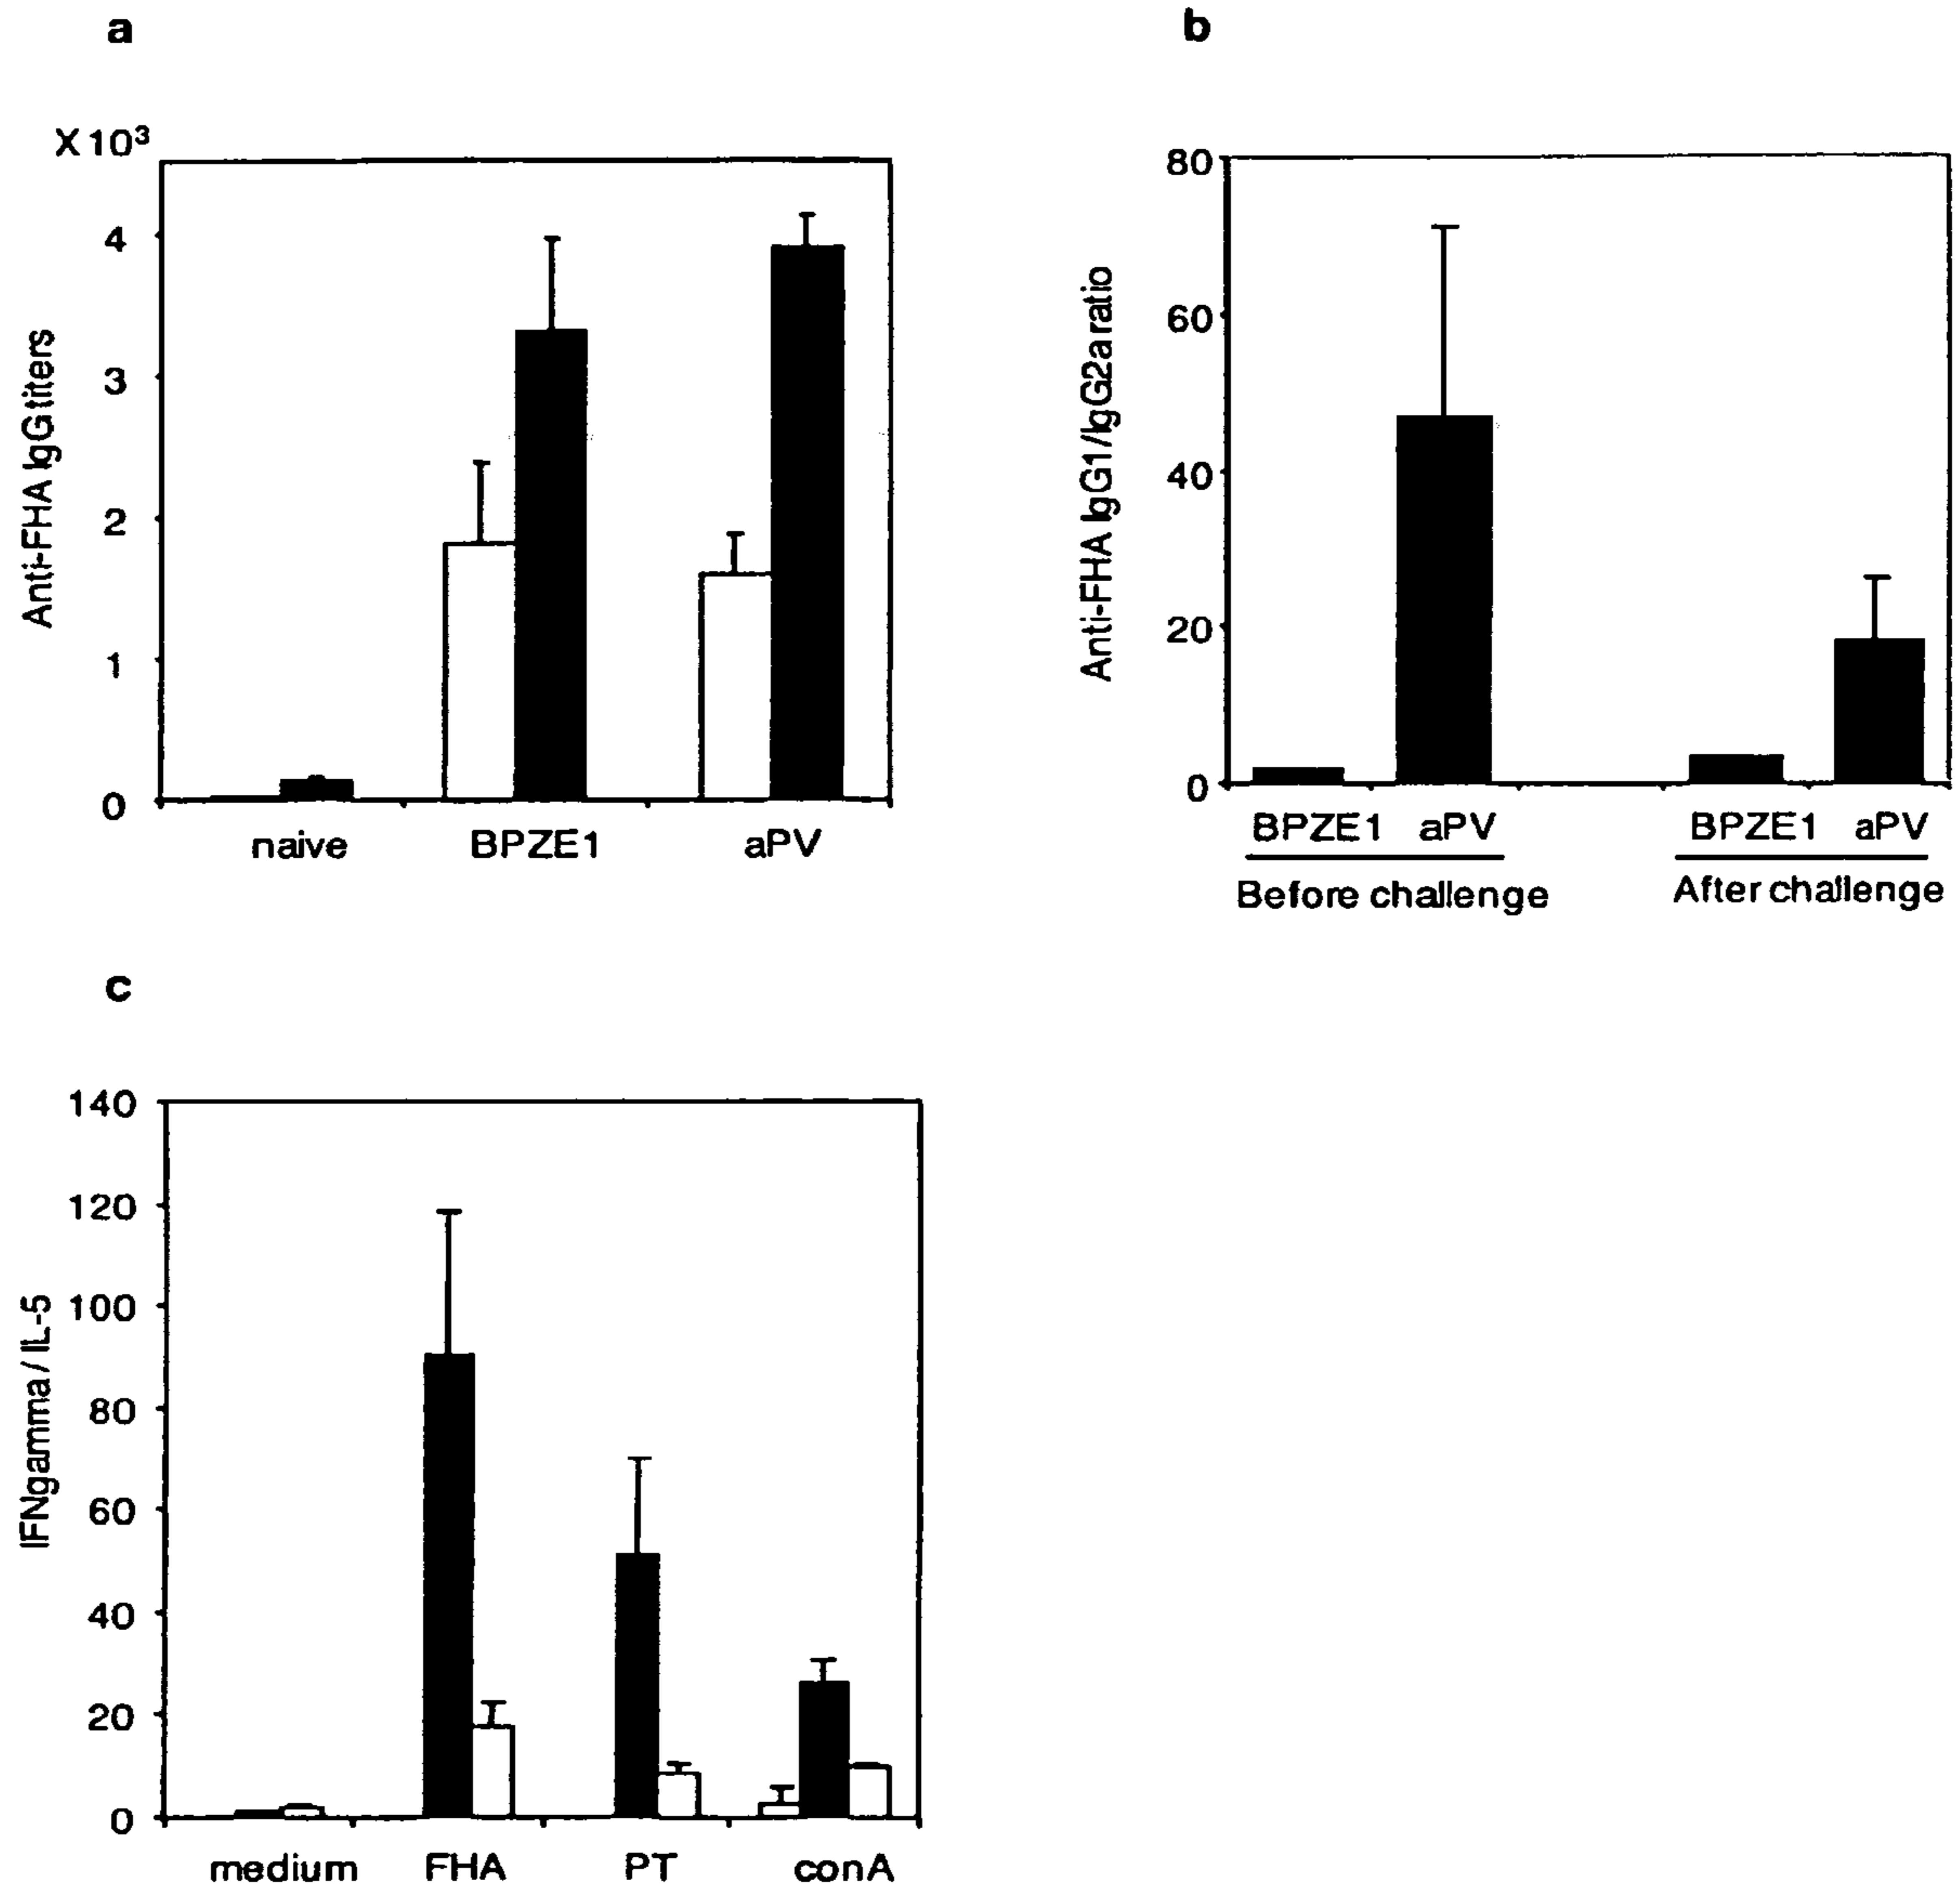 a
X10³
4
3
2
1
0
Anti-FHA IgG titers
naive BPZE1 aPV
b
80
60
40
20
0
Anti-FHA IgG1/IgG2a ratio
BPZE1 aPV BPZE1 aPV
Before challenge After challenge
c
140
120
100
80
60
40
20
0
IFNgamma / IL-5
medium FHA PT conA